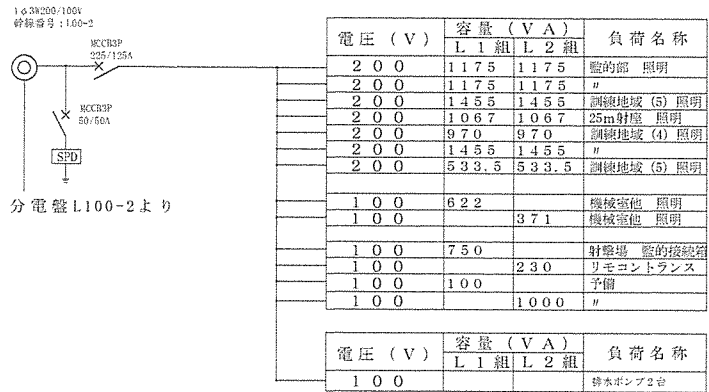 1φ3W200/100V
幹線番号：L00-2
MCCB3P
225/125A
MCCB3P
50/50A
SPD
分電盤L100-2より
電圧（V） 容量（VA） 負荷名称
L1組 L2組
200 1175 1175 監的部 照明
200 1175 1175 〃
200 1455 1455 訓練地域（5）照明
200 1067 1067 25m射座 照明
200 970 970 訓練地域（4）照明
200 1455 1455 〃
200 533.5 533.5 訓練地域（5）照明
100 622 機械室他 照明
100 371 機械室他 照明
100 750 射撃場 監的接続箱
100 230 リモコントランス
100 100 予備
100 1000 〃
電圧（V） 容量（VA） 負荷名称
L1組 L2組
100 排水ポンプ2台